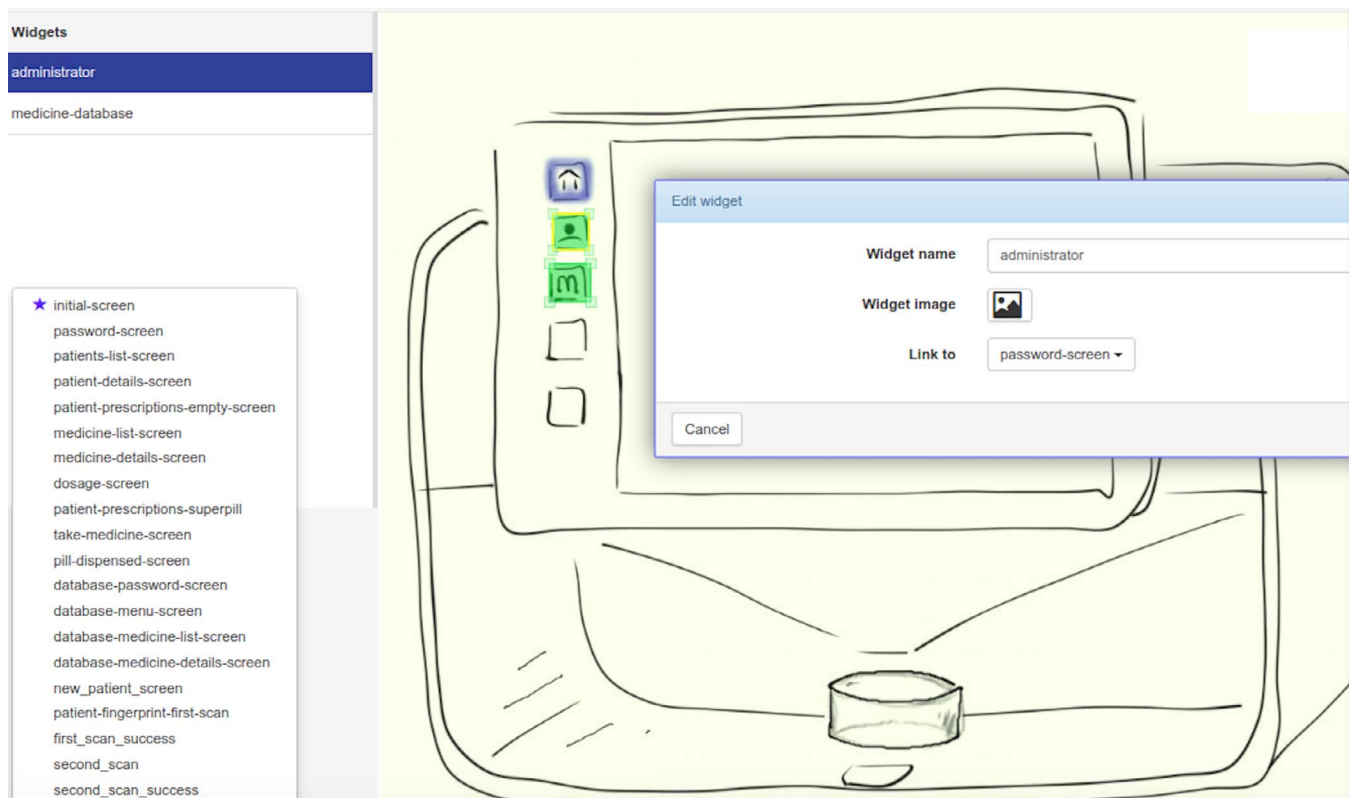 Widgets
administrator
medicine-database
initial-screen
password-screen
patients-list-screen
patient-details-screen
patient-prescriptions-empty-screen
medicine-list-screen
medicine-details-screen
dosage-screen
patient-prescriptions-superpill
take-medicine-screen
pill-dispensed-screen
database-password-screen
database-menu-screen
database-medicine-list-screen
database-medicine-details-screen
new_patient_screen
patient-fingerprint-first-scan
first_scan_success
second_scan
second_scan_success
m
Edit widget
Widget name administrator
Widget image
Link to password-screen
Cancel